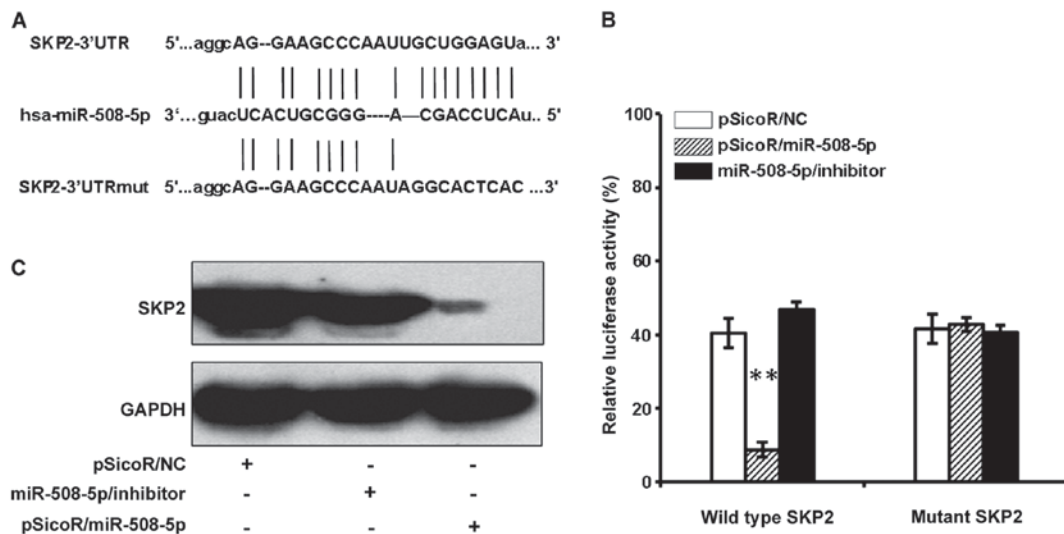 A
SKP2-3'UTR 5'...aggcAG--GAAGCCCAAUUGCUGGAGUa... 3'
hsa-miR-508-5p 3'...guacUCACUGCGGG----A—CGACCUCAu.. 5'
SKP2-3'UTRmut 5'...aggcAG--GAAGCCCAAUAGGCACTCAC ...3'
B
Relative luciferase activity (%)
100
80
60
40
20
0
pSicoR/NC
pSicoR/miR-508-5p
miR-508-5p/inhibitor
**
Wild type SKP2 Mutant SKP2
C
SKP2
GAPDH
pSicoR/NC + - -
miR-508-5p/inhibitor - + -
pSicoR/miR-508-5p - - +